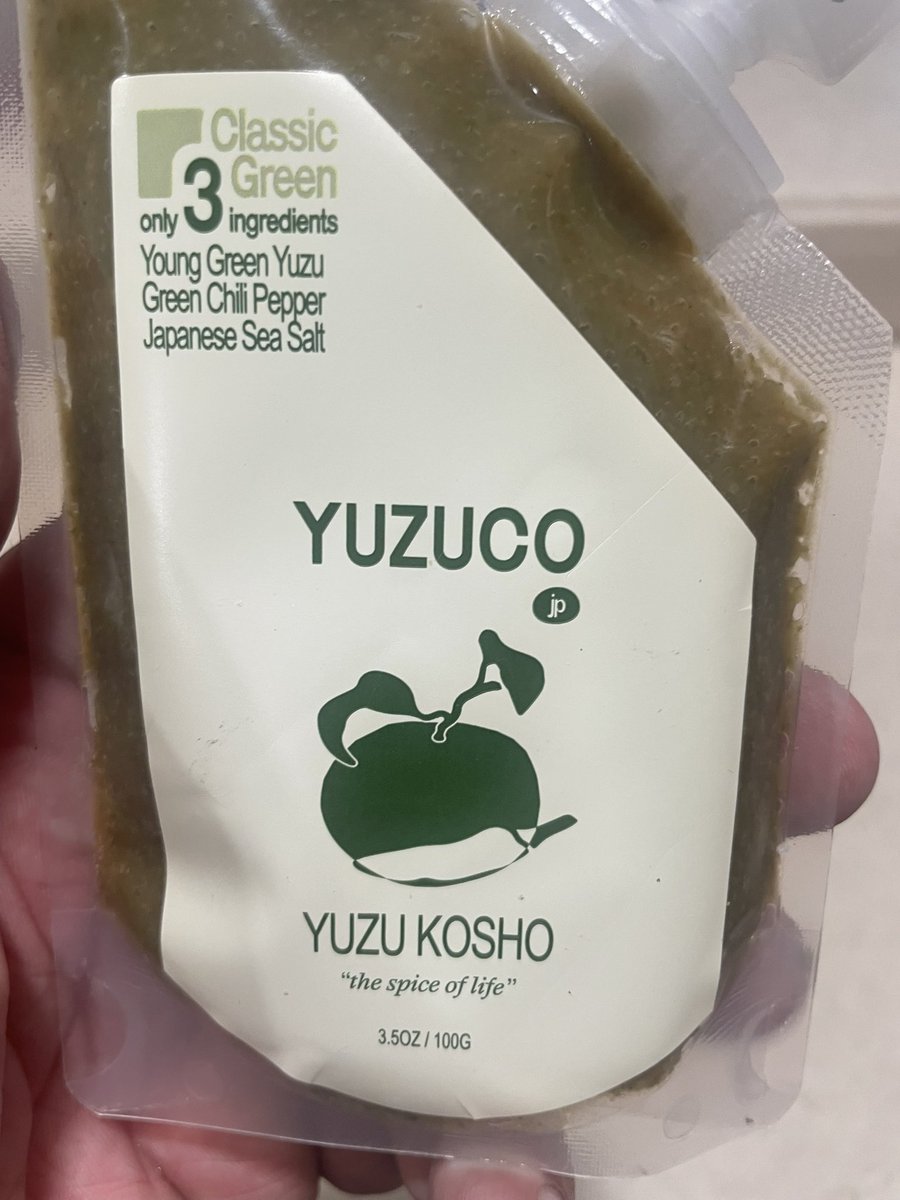 Classic
Green
only 3 ingredients
Young Green Yuzu
Green Chili Pepper
Japanese Sea Salt
YUZUCO
jp
YUZU KOSHO
“the spice of life”
3.5OZ / 100G